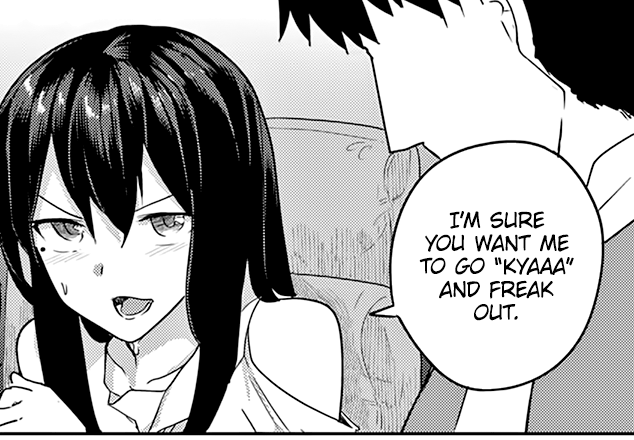 I'M SURE
YOU WANT ME
TO GO "KYAAA"
AND FREAK
OUT.